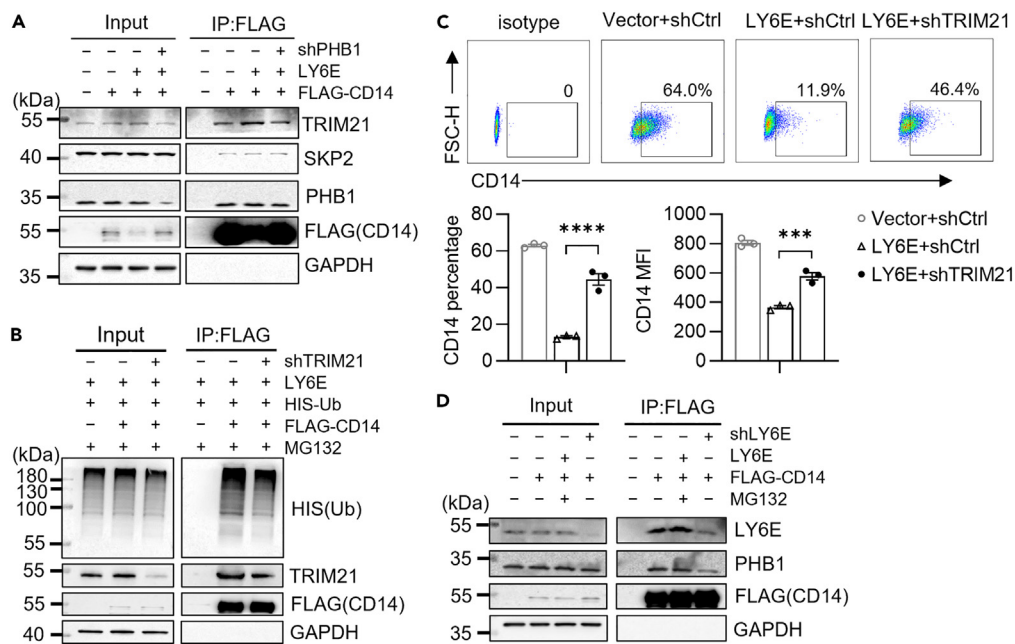 A
Input IP:FLAG
− − − + − − − + shPHB1
− − + + − − + + LY6E
− + + + − + + + FLAG-CD14
(kDa)
55 TRIM21
40 SKP2
35 PHB1
55 FLAG(CD14)
35 GAPDH
B
Input IP:FLAG
− − + − − + shTRIM21
+ + + + + + LY6E
+ + + + + + HIS-Ub
− + + − + + FLAG-CD14
+ + + + + + MG132
(kDa)
180
130
100
55
HIS(Ub)
55 TRIM21
55 FLAG(CD14)
40 GAPDH
C
isotype Vector+shCtrl LY6E+shCtrl LY6E+shTRIM21
0 64.0% 11.9% 46.4%
FSC-H
CD14
CD14 percentage
80
60
40
20
0
****
CD14 MFI
1000
800
600
400
200
0
***
Vector+shCtrl
LY6E+shCtrl
LY6E+shTRIM21
D
Input IP:FLAG
− − − + − − − + shLY6E
− − + − − − + − LY6E
− + + + − + + + FLAG-CD14
− − + − − − + − MG132
(kDa)
55 LY6E
35 PHB1
55 FLAG(CD14)
35 GAPDH